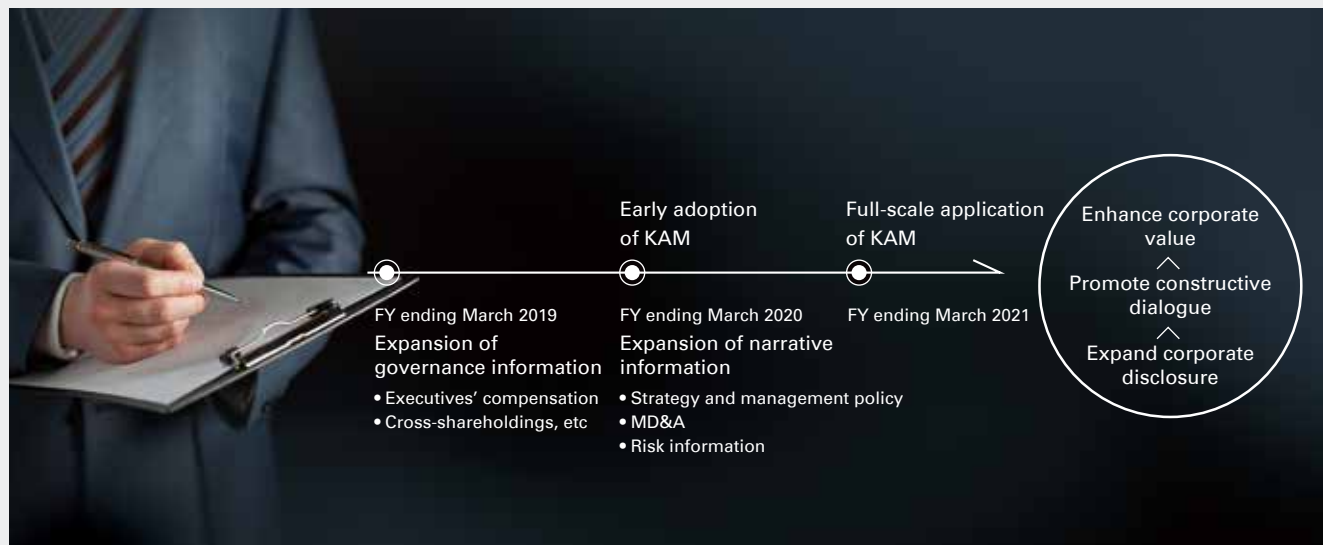 Early adoption
of KAM
Full-scale application
of KAM
FY ending March 2019
Expansion of
governance information
• Executives' compensation
• Cross-shareholdings, etc
FY ending March 2020
Expansion of narrative
information
• Strategy and management policy
• MD&A
• Risk information
FY ending March 2021
Enhance corporate
value
Promote constructive
dialogue
Expand corporate
disclosure